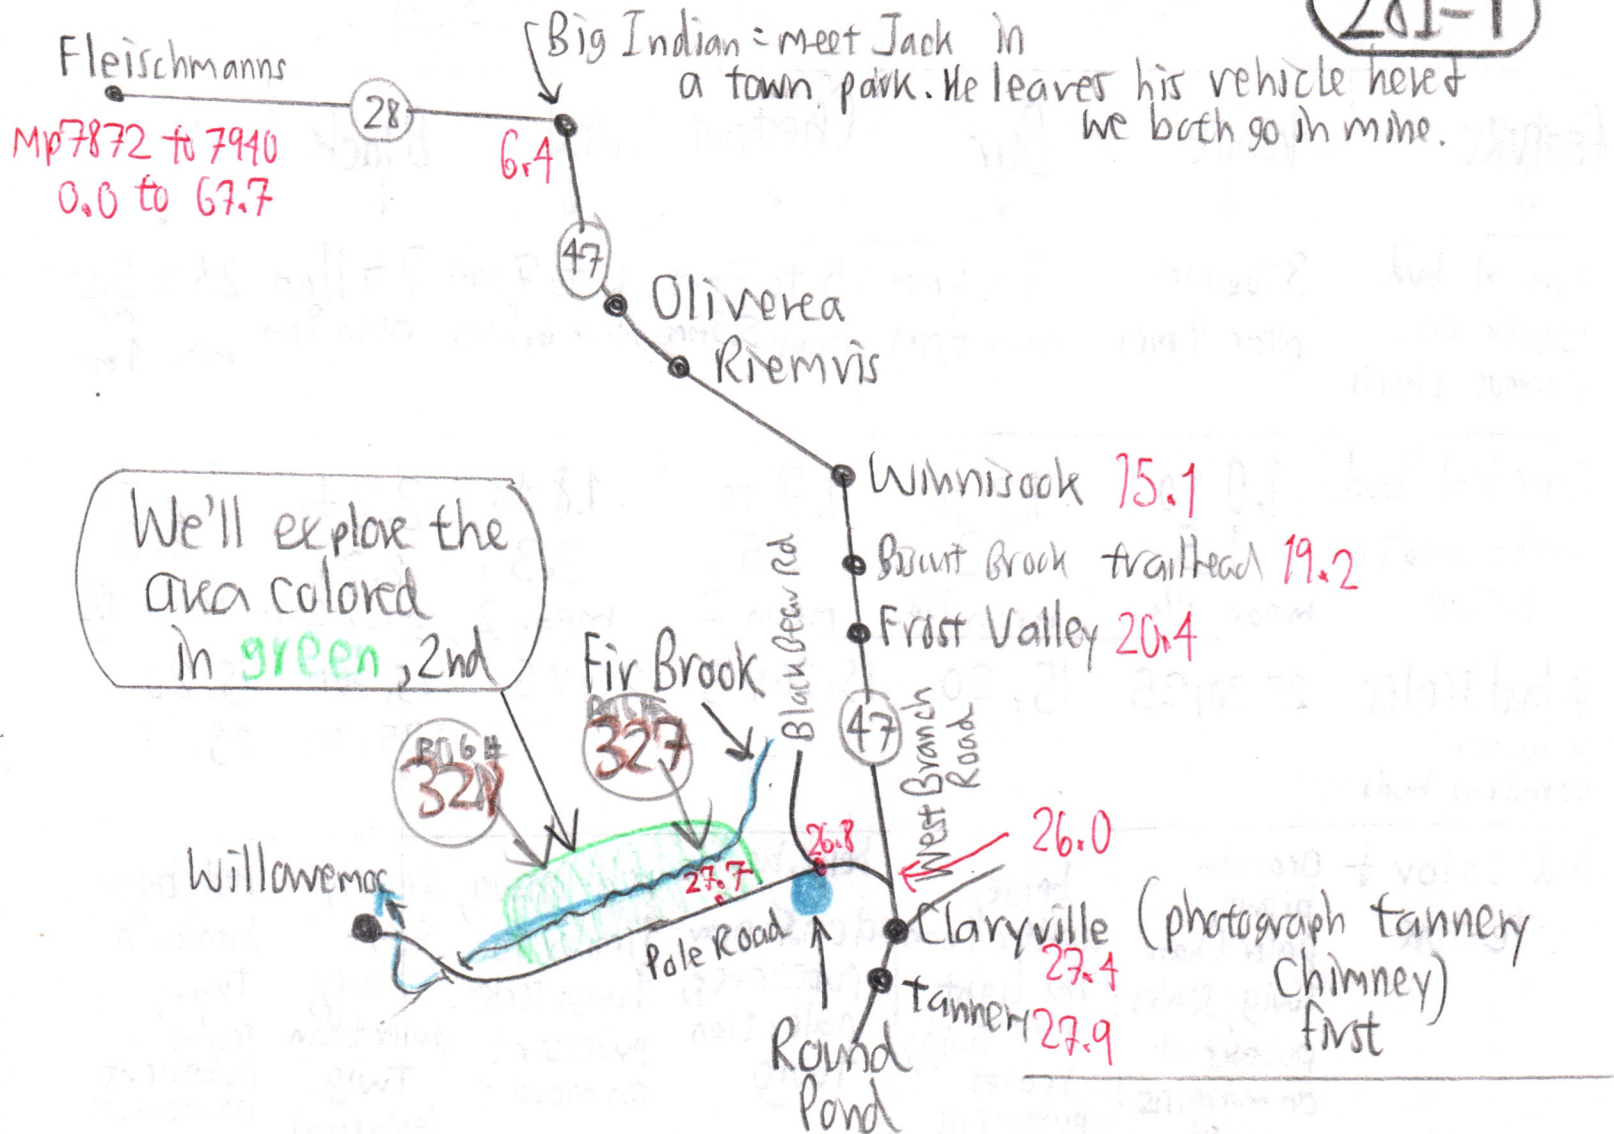 281-1
Fleischmanns
28
Mp 7872 to 7940
0.0 to 67.7
Big Indian = meet Jack in
a town park. He leaves his vehicle here &
we both go in mine.
6.4
47
Oliverea
Riemvis
Winnisook 15.1
Biscuit Brook trailhead 19.2
Frost Valley 20.4
We'll explore the
area colored
in green, 2nd
Fir Brook
Black Bear Rd
47
West Branch
Road
327
26.0
26.8
27.7
Willowemoc
Pole Road
Claryville (photograph tannery
Chimney)
first
27.4
tannery 27.9
Round
Pond